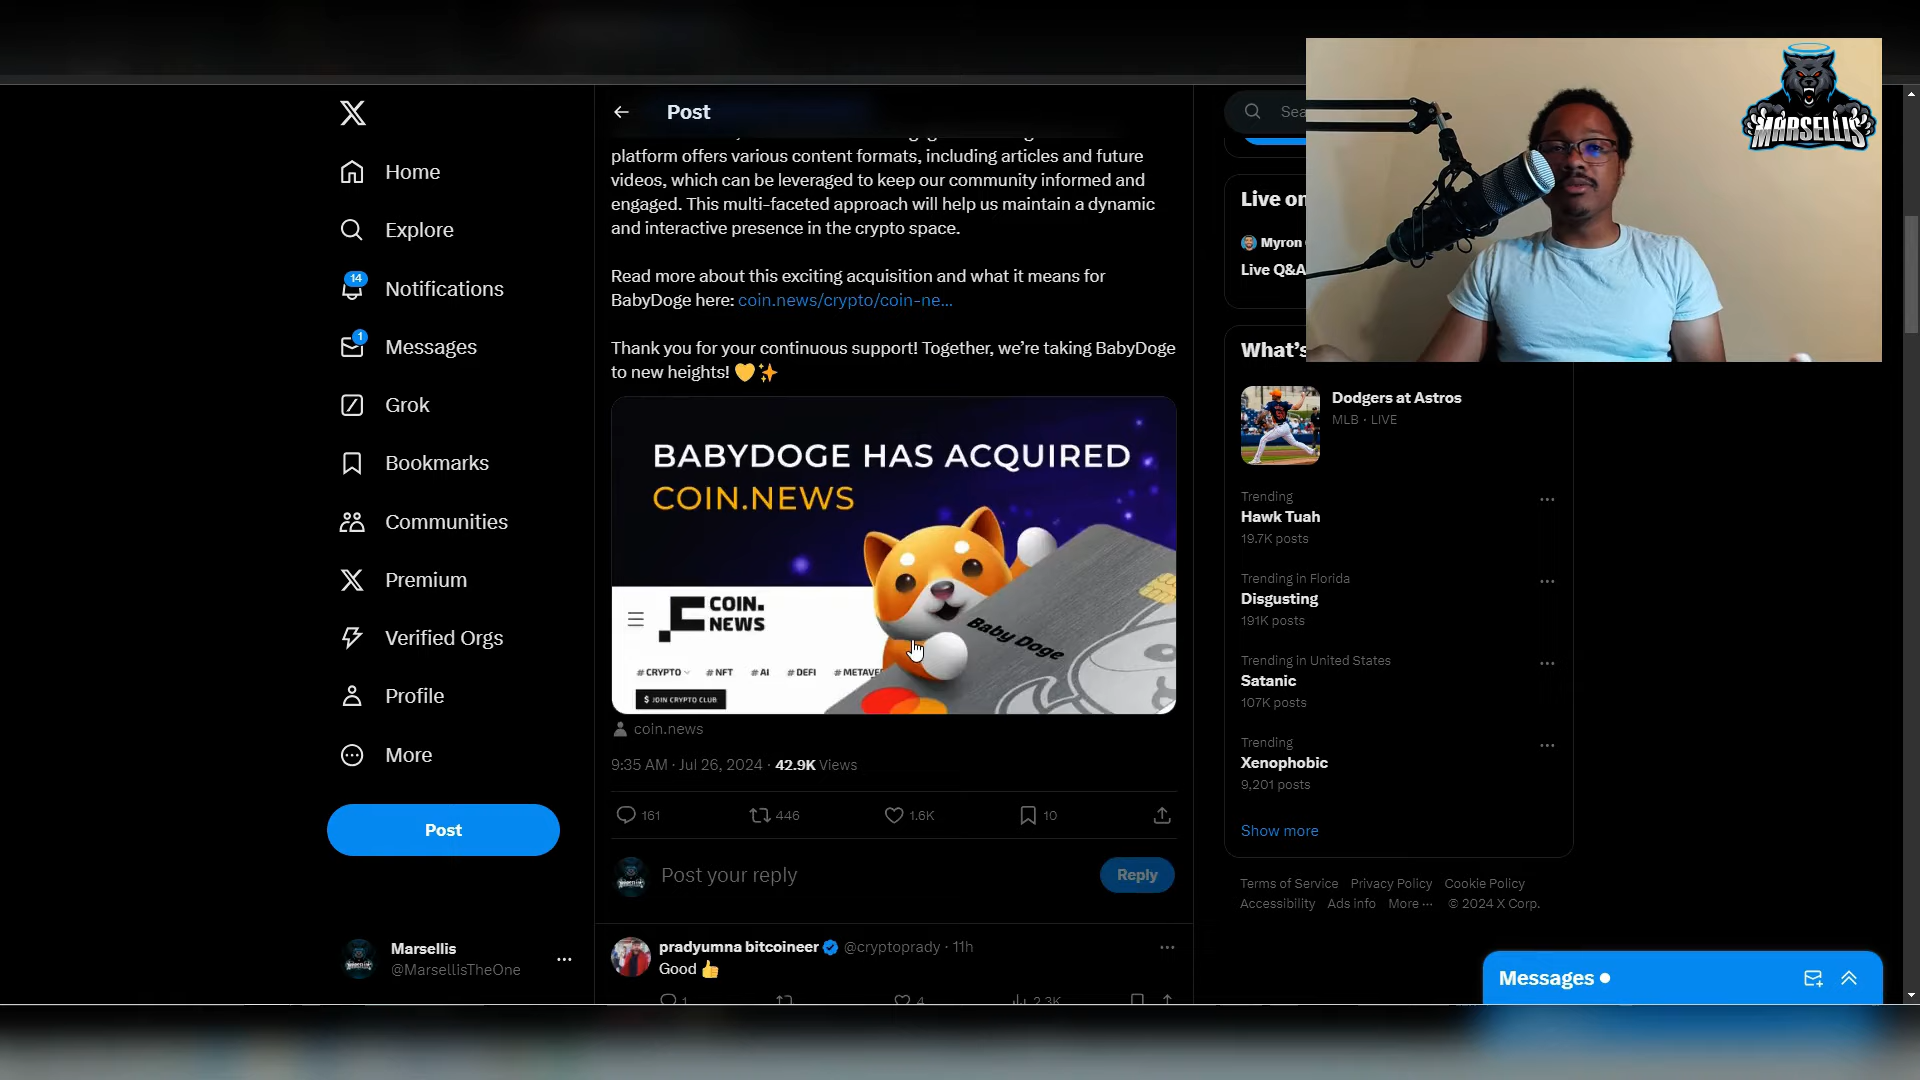 Home
Explore
14
Notifications
1
Messages
Grok
Bookmarks
Communities
Premium
Verified Orgs
Profile
More
Post
Marsellis
@MarsellisTheOne
Post
platform offers various content formats, including articles and future
videos, which can be leveraged to keep our community informed and
engaged. This multi-faceted approach will help us maintain a dynamic
and interactive presence in the crypto space.
Read more about this exciting acquisition and what it means for
BabyDoge here: coin.news/crypto/coin-ne...
Thank you for your continuous support! Together, we're taking BabyDoge
to new heights! 💛✨
BABYDOGE HAS ACQUIRED
COIN.NEWS
COIN.
NEWS
Baby Doge
#CRYPTO #NFT #AI #DEFI #METAVE
$ JOIN CRYPTO CLUB
coin.news
9:35 AM · Jul 26, 2024 · 42.9K Views
161 446 1.6K 10
Post your reply
Reply
pradyumna bitcoineer @cryptoprady · 11h
Good 👍
1 4 2.3K
Sea
MARSELLIS
Live on
Myron
Live Q&A
What's
Dodgers at Astros
MLB · LIVE
Trending
Hawk Tuah
19.7K posts
Trending in Florida
Disgusting
191K posts
Trending in United States
Satanic
107K posts
Trending
Xenophobic
9,201 posts
Show more
Terms of Service Privacy Policy Cookie Policy
Accessibility Ads info More ··· © 2024 X Corp.
Messages